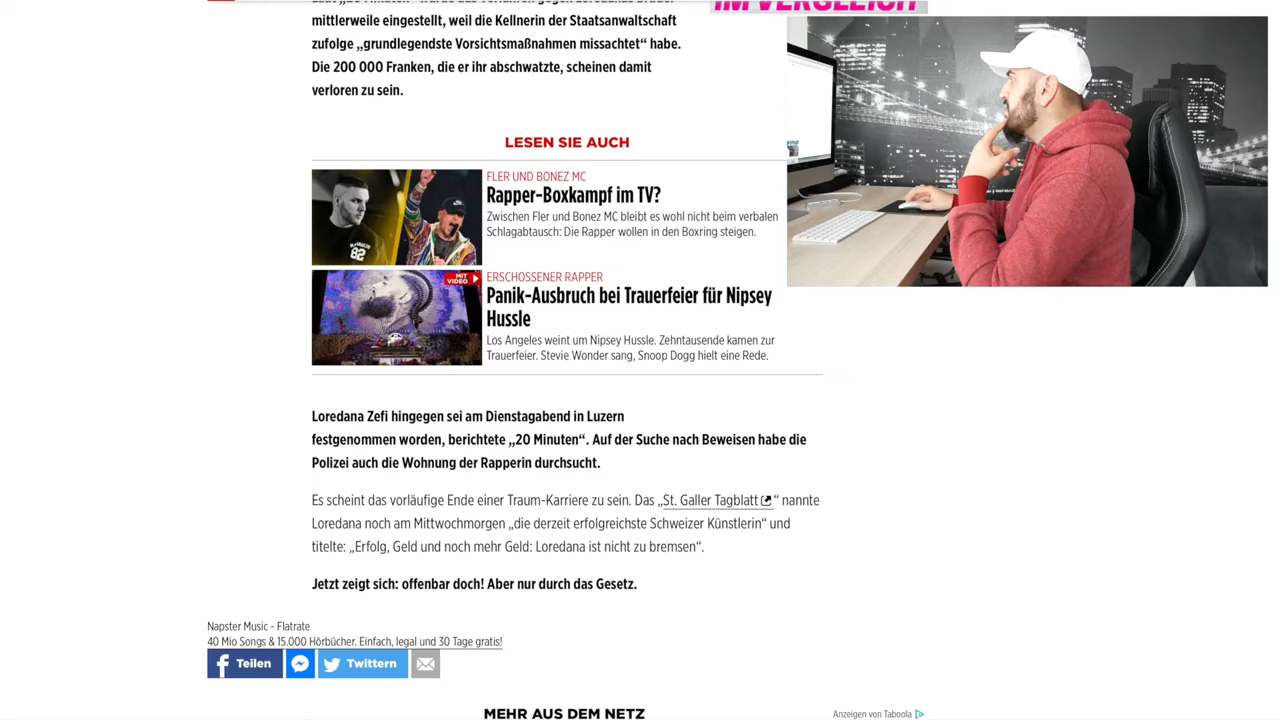 IM VERGLEICH
mittlerweile eingestellt, weil die Kellnerin der Staatsanwaltschaft
zufolge „grundlegendste Vorsichtsmaßnahmen missachtet“ habe.
Die 200 000 Franken, die er ihr abschwatzte, scheinen damit
verloren zu sein.
LESEN SIE AUCH
FLER UND BONEZ MC
Rapper-Boxkampf im TV?
Zwischen Fler und Bonez MC bleibt es wohl nicht beim verbalen
Schlagabtausch: Die Rapper wollen in den Boxring steigen.
82
MIT
VIDEO
ERSCHOSSENER RAPPER
Panik-Ausbruch bei Trauerfeier für Nipsey
Hussle
Los Angeles weint um Nipsey Hussle. Zehntausende kamen zur
Trauerfeier. Stevie Wonder sang, Snoop Dogg hielt eine Rede.
Loredana Zefi hingegen sei am Dienstagabend in Luzern
festgenommen worden, berichtete „20 Minuten“. Auf der Suche nach Beweisen habe die
Polizei auch die Wohnung der Rapperin durchsucht.
Es scheint das vorläufige Ende einer Traum-Karriere zu sein. Das „St. Galler Tagblatt“ nannte
Loredana noch am Mittwochmorgen „die derzeit erfolgreichste Schweizer Künstlerin“ und
titelte: „Erfolg, Geld und noch mehr Geld: Loredana ist nicht zu bremsen“.
Jetzt zeigt sich: offenbar doch! Aber nur durch das Gesetz.
Napster Music - Flatrate
40 Mio Songs & 15.000 Hörbücher. Einfach, legal und 30 Tage gratis!
Teilen
Twittern
MEHR AUS DEM NETZ
Anzeigen von Taboola